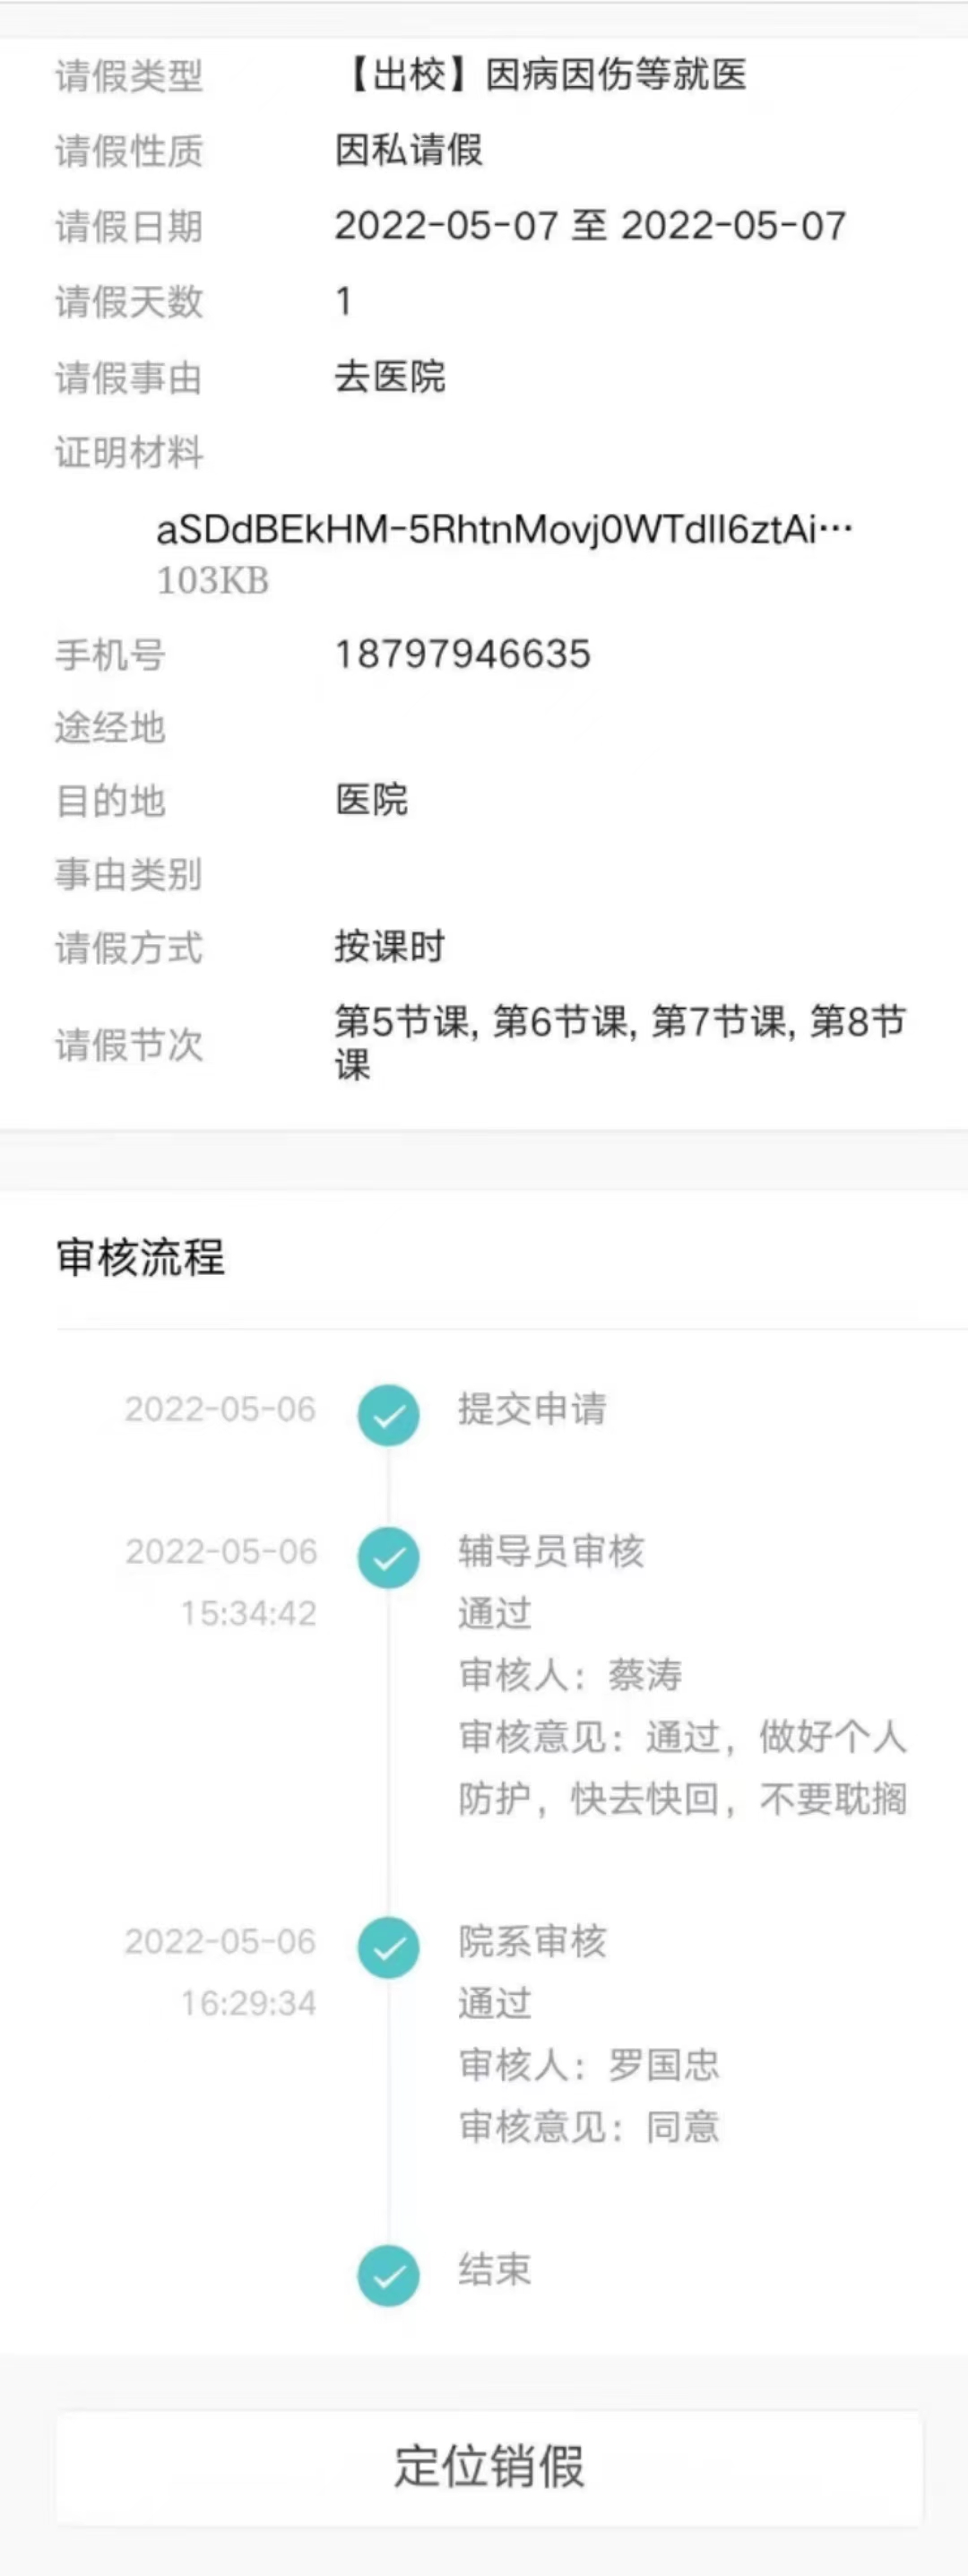 请假类型 【出校】因病因伤等就医
请假性质 因私请假
请假日期 2022-05-07 至 2022-05-07
请假天数 1
请假事由 去医院
证明材料
aSDdBEkHM-5RhtnMovj0WTdll6ztAi···
103KB
手机号 18797946635
途经地
目的地 医院
事由类别
请假方式 按课时
请假节次 第5节课, 第6节课, 第7节课, 第8节
课
审核流程
2022-05-06 提交申请
2022-05-06 辅导员审核
15:34:42 通过
审核人：蔡涛
审核意见：通过，做好个人
防护，快去快回，不要耽搁
2022-05-06 院系审核
16:29:34 通过
审核人：罗国忠
审核意见：同意
结束
定位销假